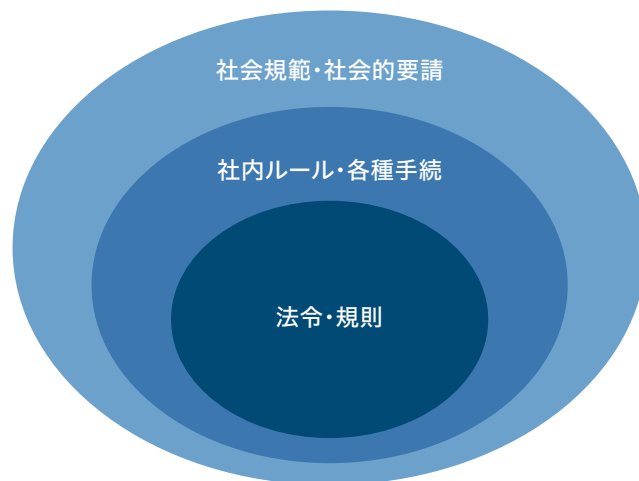 社会規範・社会的要請
社内ルール・各種手続
法令・規則